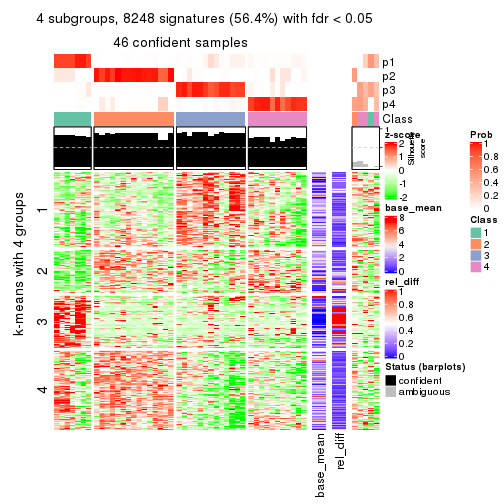 4 subgroups, 8248 signatures (56.4%) with fdr < 0.05
46 confident samples
p1
p2
p3
p4
Class
1
Silhouette
score
k-means with 4 groups
1
2
3
4
base_mean
rel_diff
z-score
2
1
0
-1
-2
base_mean
8
6
4
2
0
rel_diff
1
0.8
0.6
0.4
0.2
0
Status (barplots)
confident
ambiguous
Prob
1
0.8
0.6
0.4
0.2
0
Class
1
2
3
4